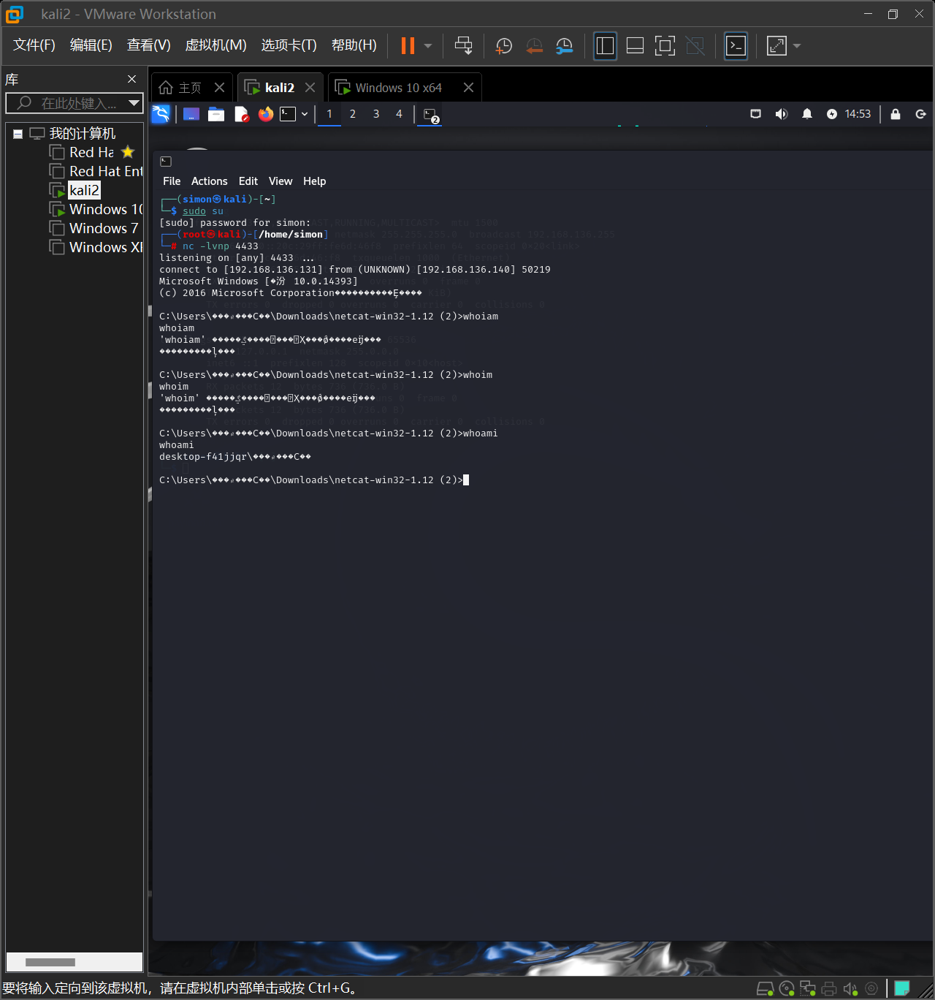 kali2 - VMware Workstation
文件(F) 编辑(E) 查看(V) 虚拟机(M) 选项卡(T) 帮助(H)
库
在此处键入...
主页
kali2
Windows 10 x64
我的计算机
Red Ha
Red Hat Ent
kali2
Windows 10
Windows 7
Windows XP
1 2 3 4
2
14:53
File Actions Edit View Help
┌──(simon㉿kali)-[~]
└─$ sudo su
[sudo] password for simon:
┌──(root㉿kali)-[/home/simon]
└─# nc -lvnp 4433
listening on [any] 4433 ...
connect to [192.168.136.131] from (UNKNOWN) [192.168.136.140] 50219
Microsoft Windows [�汾 10.0.14393]
(c) 2016 Microsoft Corporation
C:\Users\ \Downloads\netcat-win32-1.12 (2)>whoiam
whoiam
'whoiam'
C:\Users\ \Downloads\netcat-win32-1.12 (2)>whoim
whoim
'whoim'
C:\Users\ \Downloads\netcat-win32-1.12 (2)>whoami
whoami
desktop-f41jjqr\
C:\Users\ \Downloads\netcat-win32-1.12 (2)>
要将输入定向到该虚拟机，请在虚拟机内部单击或按 Ctrl+G。